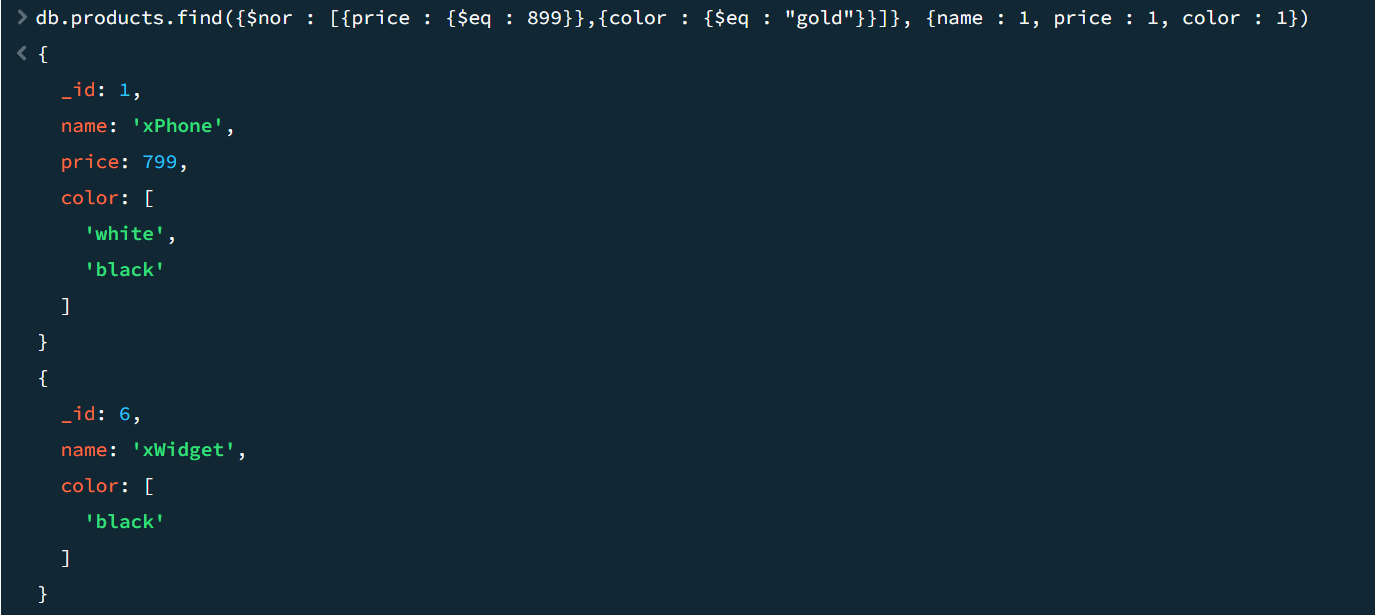 > db.products.find({$nor : [{price : {$eq : 899}},{color : {$eq : "gold"}}]}, {name : 1, price : 1, color : 1})
< {
_id: 1,
name: 'xPhone',
price: 799,
color: [
'white',
'black'
]
}
{
_id: 6,
name: 'xWidget',
color: [
'black'
]
}